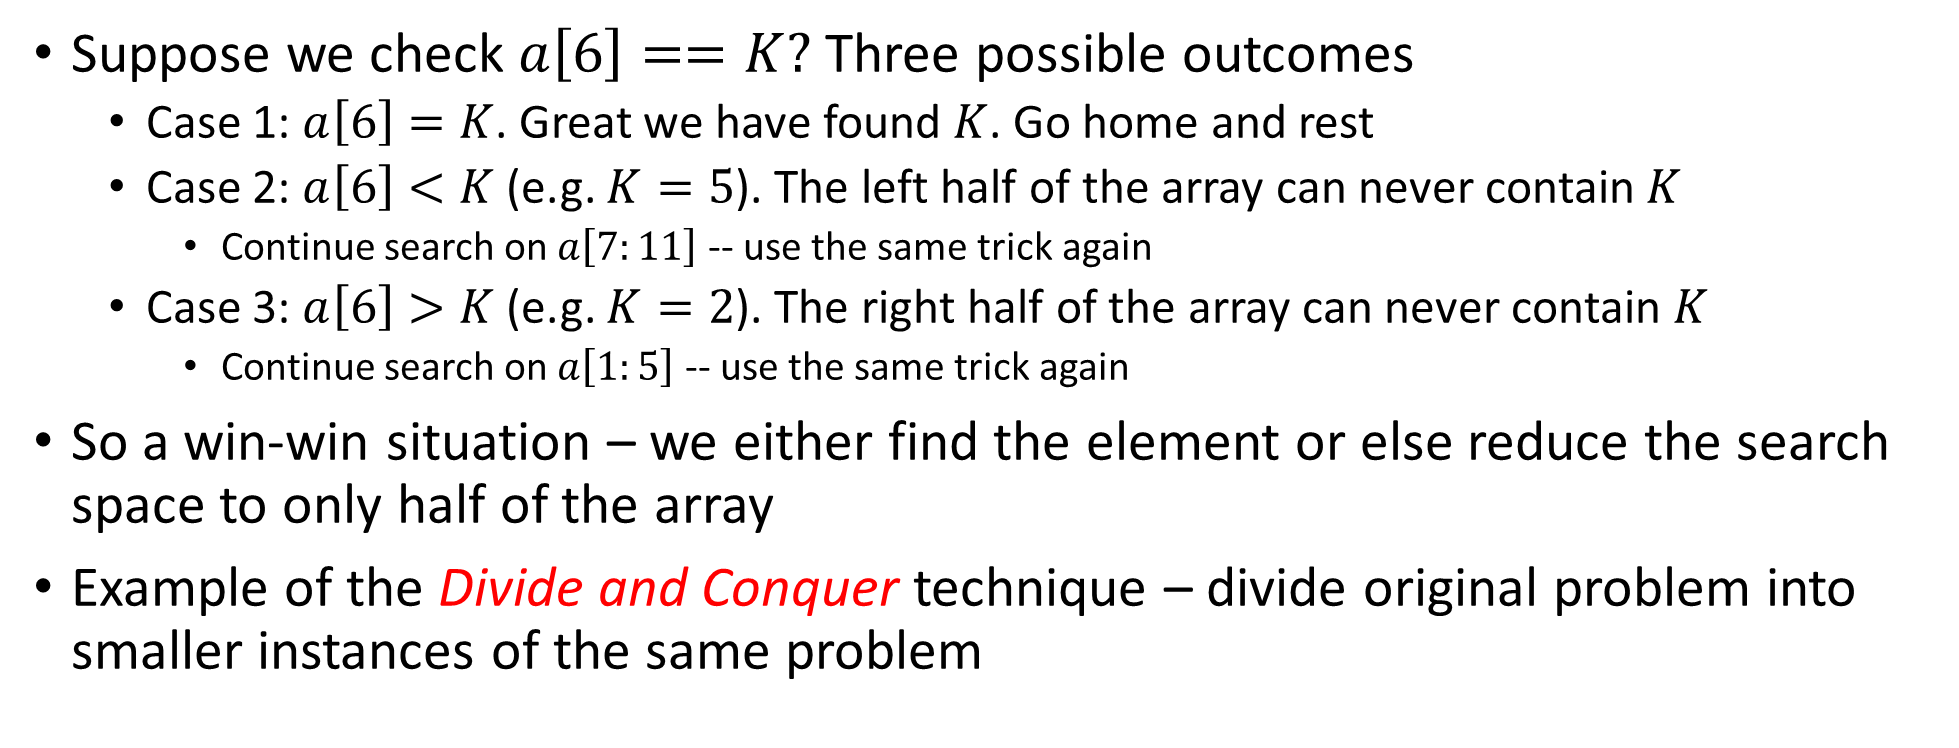 • Suppose we check a[6] == K? Three possible outcomes
• Case 1: a[6] = K. Great we have found K. Go home and rest
• Case 2: a[6] < K (e.g. K = 5). The left half of the array can never contain K
• Continue search on a[7: 11] -- use the same trick again
• Case 3: a[6] > K (e.g. K = 2). The right half of the array can never contain K
• Continue search on a[1: 5] -- use the same trick again
• So a win-win situation – we either find the element or else reduce the search
space to only half of the array
• Example of the Divide and Conquer technique – divide original problem into
smaller instances of the same problem